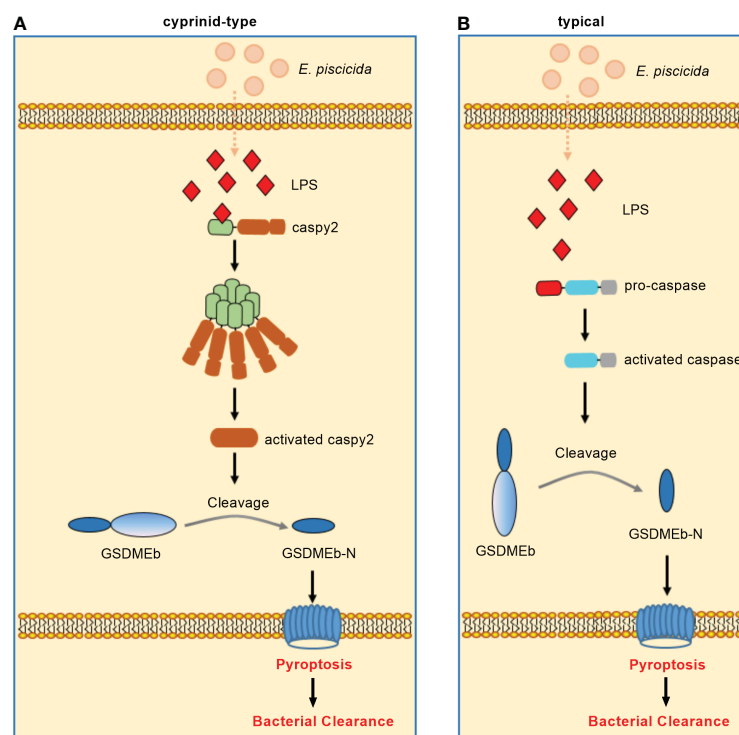 A
cyprinid-type
E. piscicida
LPS
caspy2
activated caspy2
Cleavage
GSDMEb
GSDMEb-N
Pyroptosis
Bacterial Clearance
B
typical
E. piscicida
LPS
pro-caspase
activated caspase
Cleavage
GSDMEb
GSDMEb-N
Pyroptosis
Bacterial Clearance